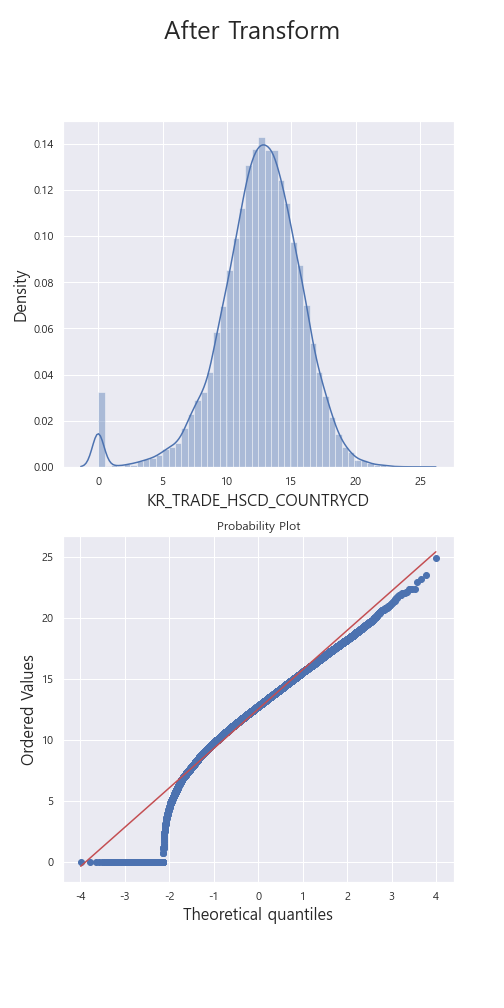 After Transform
0.14
0.12
0.10
0.08
0.06
0.04
0.02
0.00
Density
0 5 10 15 20 25
KR_TRADE_HSCD_COUNTRYCD
Probability Plot
25
20
15
10
5
0
Ordered Values
-4 -3 -2 -1 0 1 2 3 4
Theoretical quantiles